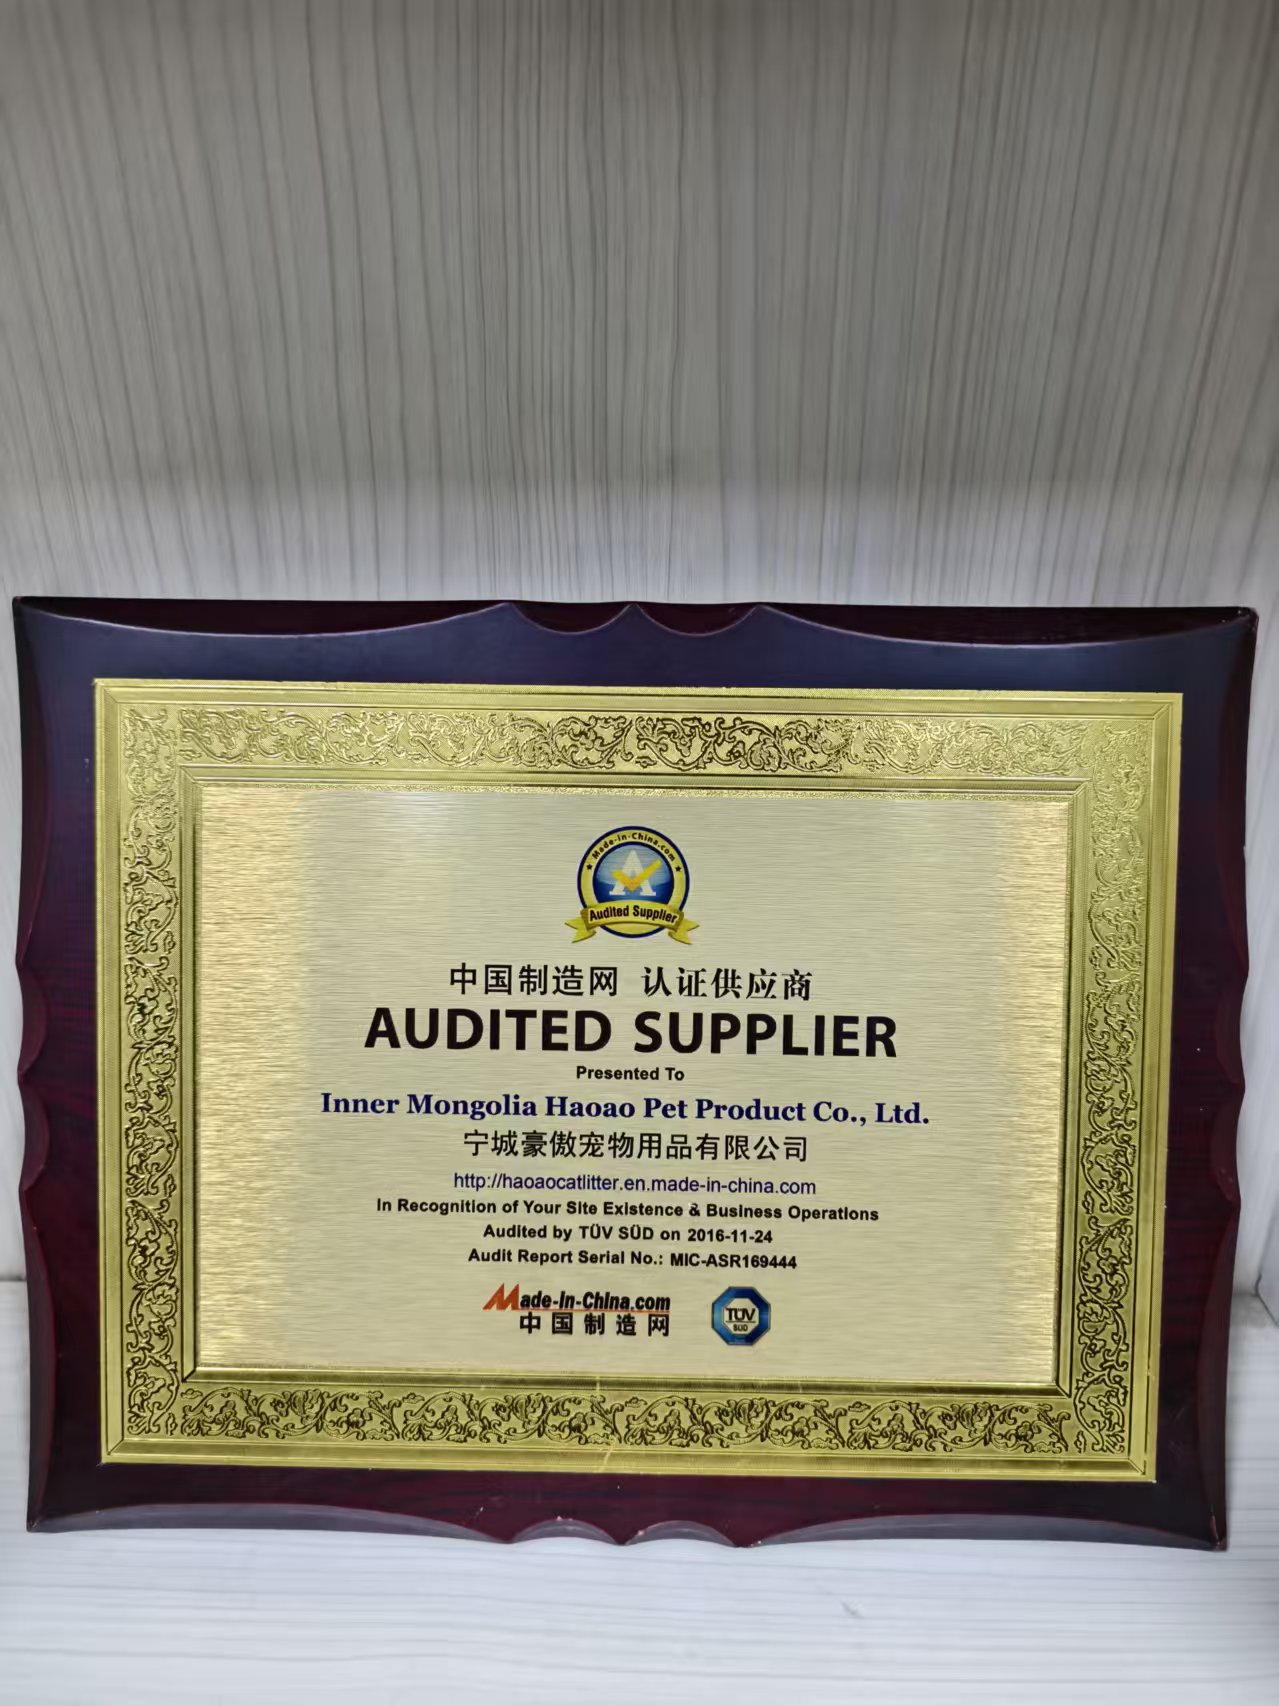 Made-in-China.com
A
Audited Supplier
中国制造网 认证供应商
AUDITED SUPPLIER
Presented To
Inner Mongolia Haoao Pet Product Co., Ltd.
宁城豪傲宠物用品有限公司
http://haoaocatlitter.en.made-in-china.com
In Recognition of Your Site Existence & Business Operations
Audited by TÜV SÜD on 2016-11-24
Audit Report Serial No.: MIC-ASR169444
Made-in-China.com
中国制造网
TÜV
SÜD